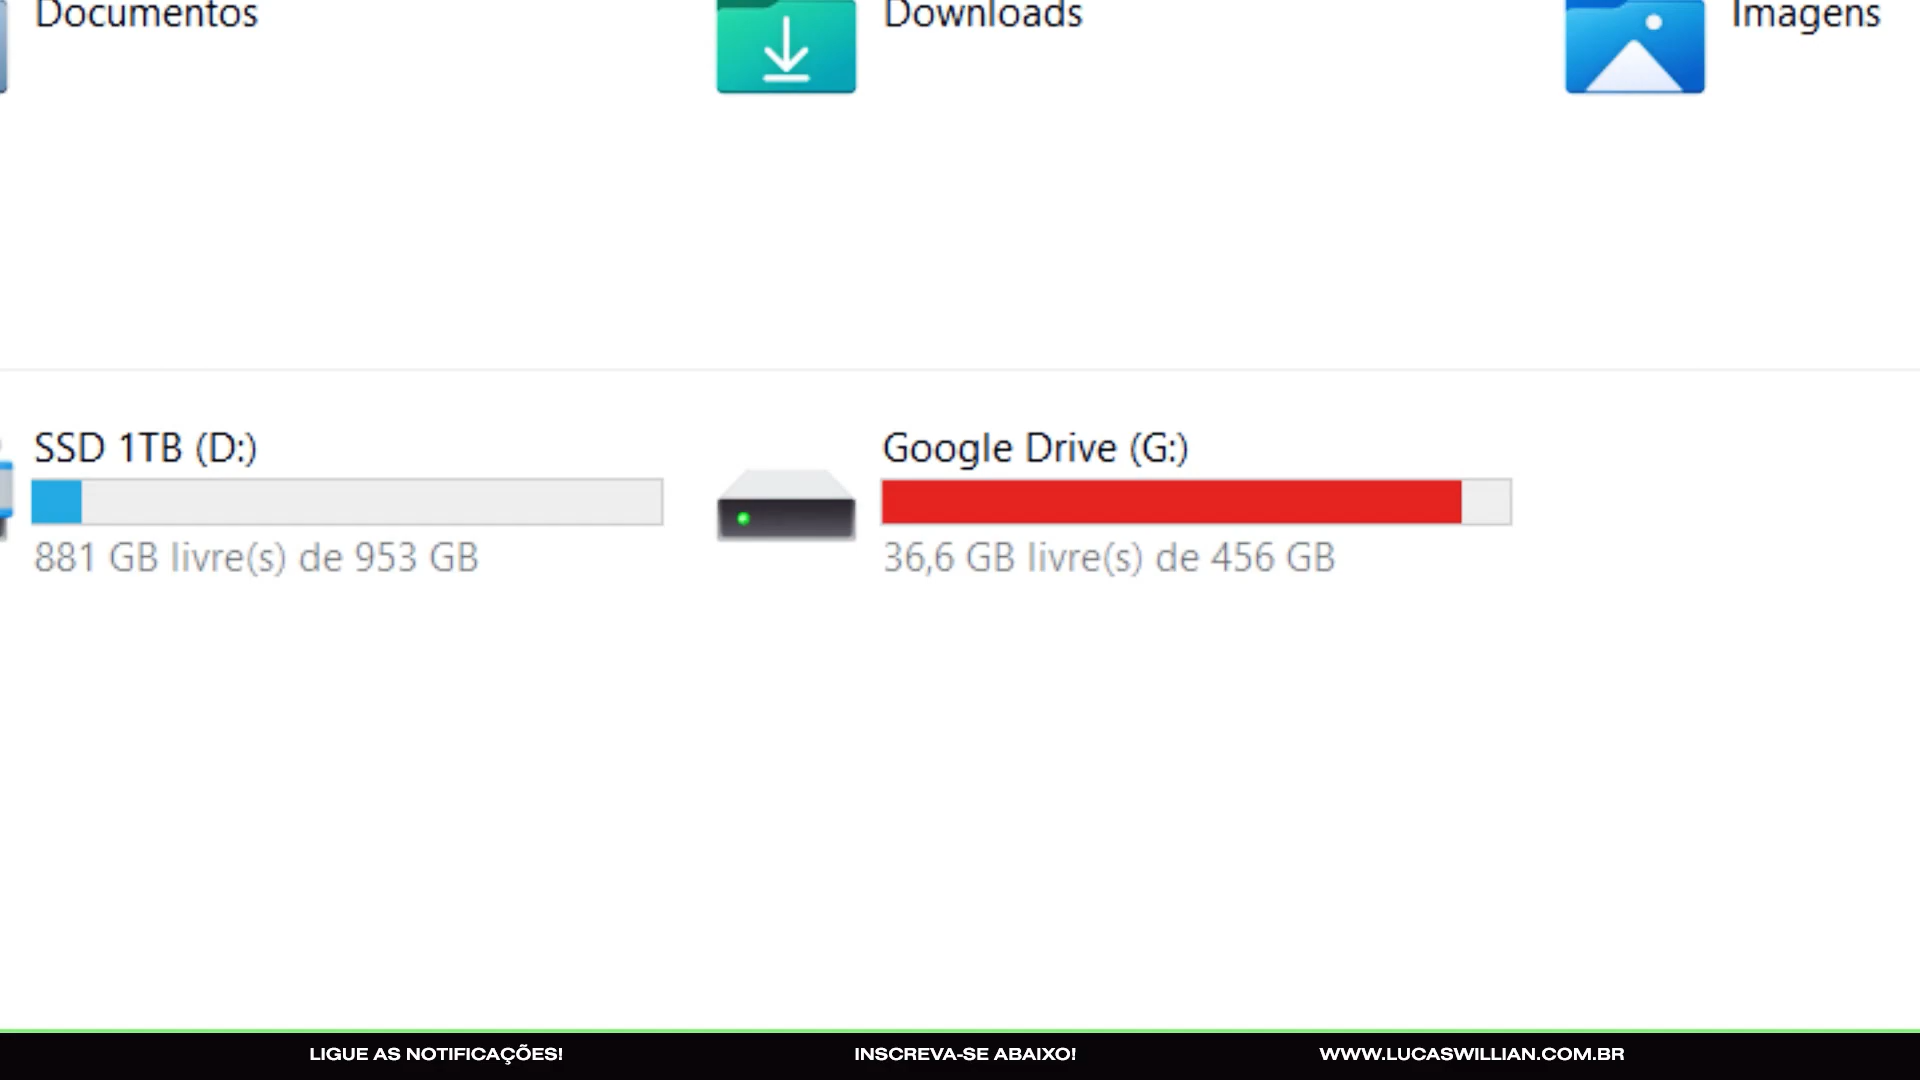 Documentos
Downloads
Imagens
SSD 1TB (D:)
881 GB livre(s) de 953 GB
Google Drive (G:)
36,6 GB livre(s) de 456 GB
LIGUE AS NOTIFICAÇÕES!
INSCREVA-SE ABAIXO!
WWW.LUCASWILLIAN.COM.BR